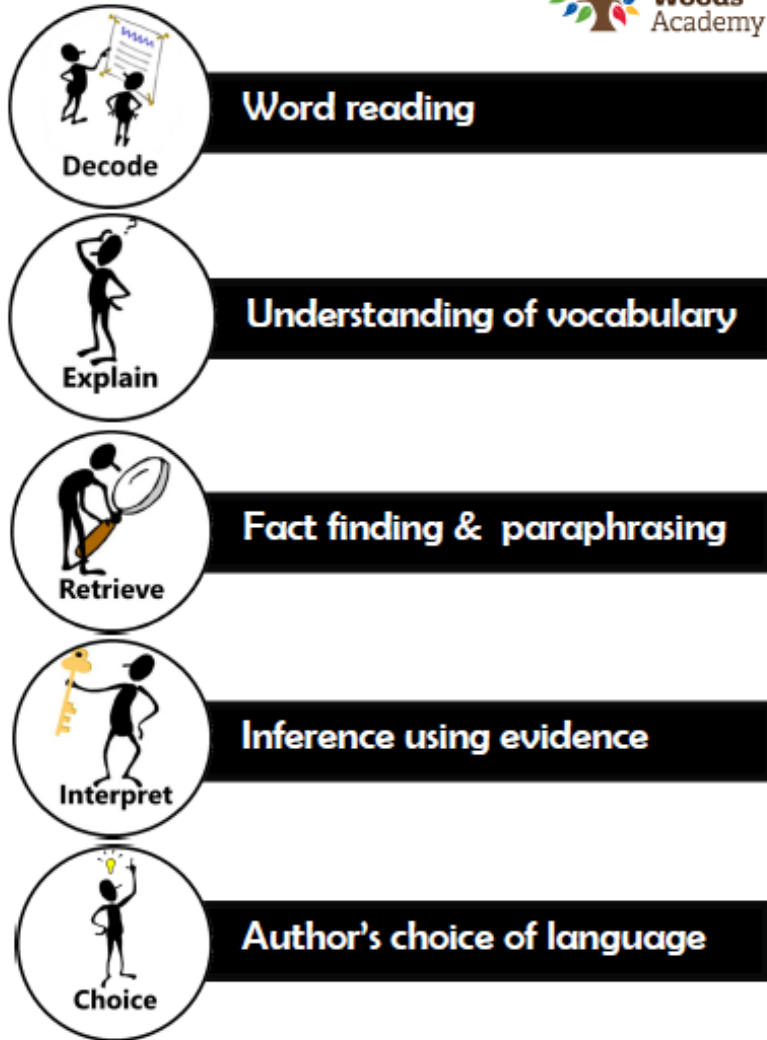 Woods
Academy
Word reading
Decode
?
Understanding of vocabulary
Explain
Fact finding & paraphrasing
Retrieve
Inference using evidence
Interpret
Author's choice of language
Choice